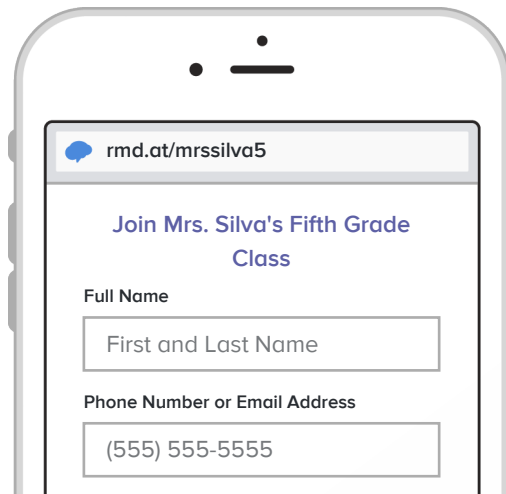 rmd.at/mrssilva5
Join Mrs. Silva's Fifth Grade
Class
Full Name
First and Last Name
Phone Number or Email Address
(555) 555-5555